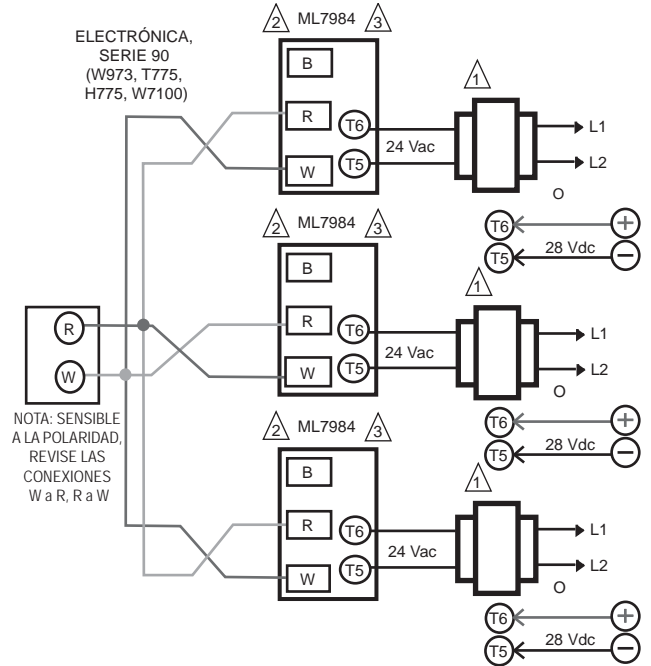 ELECTRÓNICA,
SERIE 90
(W973, T775,
H775, W7100)
2 ML7984 3
B
R
W
T6
T5
24 Vac
1
L1
L2
O
T6 +
T5 28 Vdc −
2 ML7984 3
B
R
W
T6
T5
24 Vac
1
L1
L2
O
T6 +
T5 28 Vdc −
R
W
NOTA: SENSIBLE
A LA POLARIDAD,
REVISE LAS
CONEXIONES
W a R, R a W
2 ML7984 3
B
R
W
T6
T5
24 Vac
1
L1
L2
O
T6 +
T5 28 Vdc −